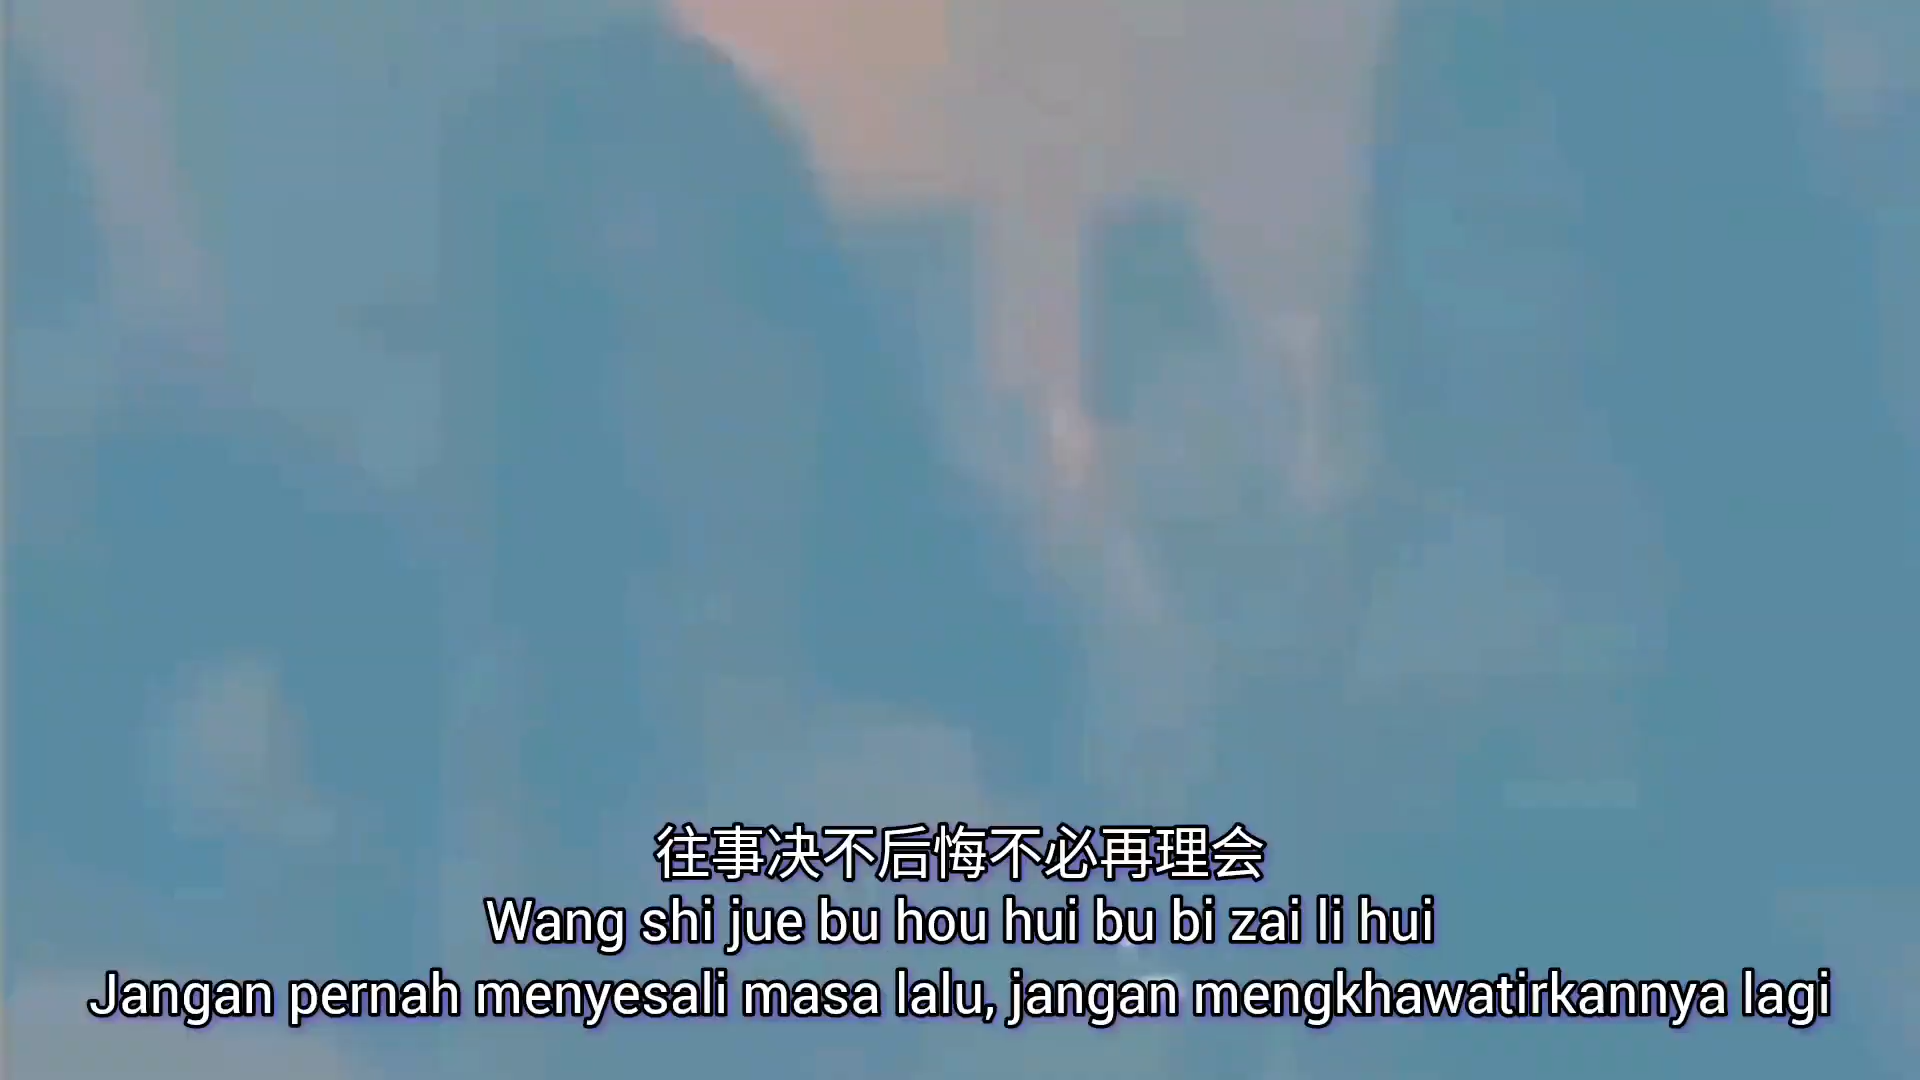 往事决不后悔不必再理会
Wang shi jue bu hou hui bu bi zai li hui
Jangan pernah menyesali masa lalu, jangan mengkhawatirkannya lagi